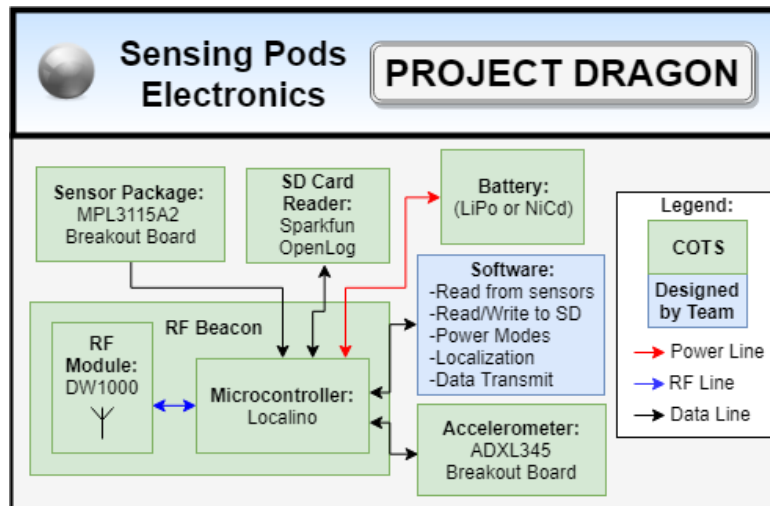 Sensing Pods
Electronics
PROJECT DRAGON
Sensor Package:
MPL3115A2
Breakout Board
SD Card
Reader:
Sparkfun
OpenLog
Battery:
(LiPo or NiCd)
Legend:
COTS
Designed
by Team
Power Line
RF Line
Data Line
Software:
-Read from sensors
-Read/Write to SD
-Power Modes
-Localization
-Data Transmit
RF Beacon
RF
Module:
DW1000
Microcontroller:
Localino
Accelerometer:
ADXL345
Breakout Board